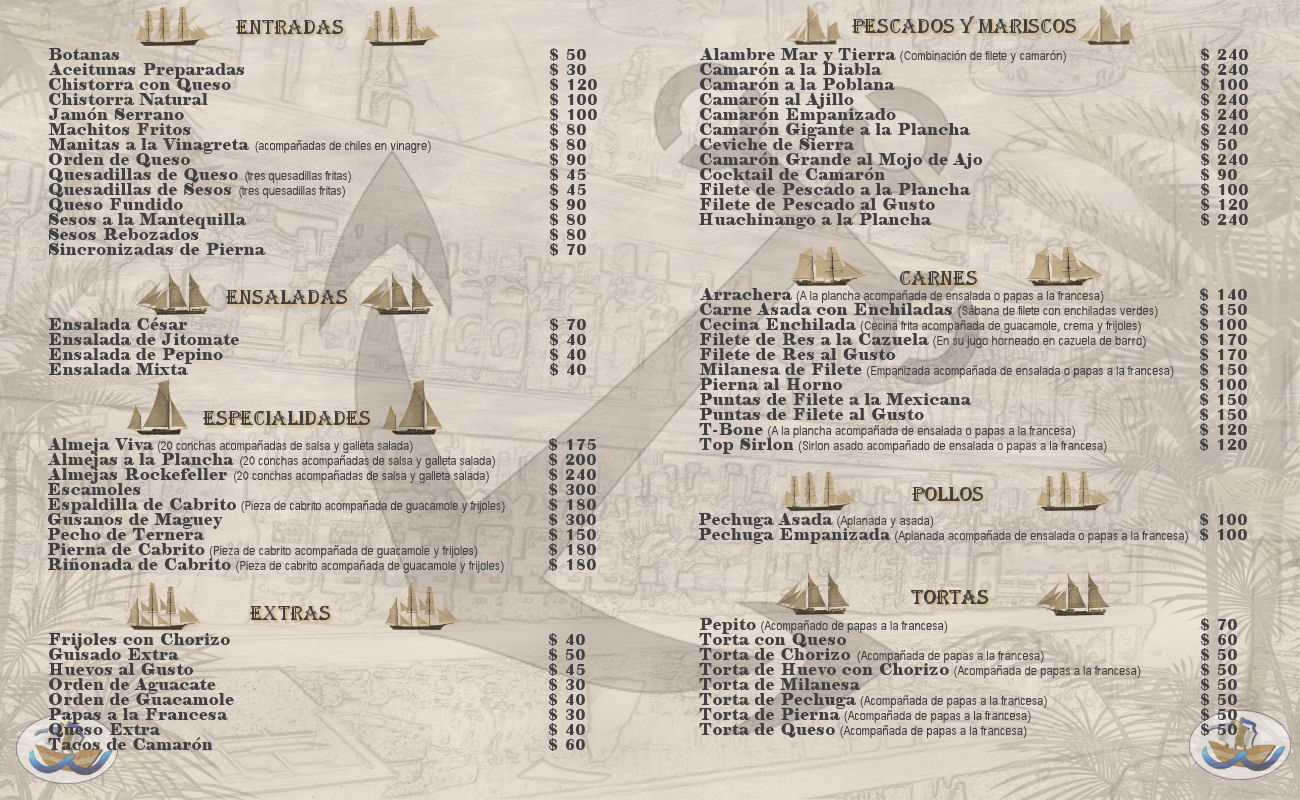 ENTRADAS
Botanas $ 50
Aceitunas Preparadas $ 30
Chistorra con Queso $ 120
Chistorra Natural $ 100
Jamón Serrano $ 100
Machitos Fritos $ 80
Manitas a la Vinagreta (acompañadas de chiles en vinagre) $ 80
Orden de Queso $ 90
Quesadillas de Queso (tres quesadillas fritas) $ 45
Quesadillas de Sesos (tres quesadillas fritas) $ 45
Queso Fundido $ 90
Sesos a la Mantequilla $ 80
Sesos Rebozados $ 80
Sincronizadas de Pierna $ 70
ENSALADAS
Ensalada César $ 70
Ensalada de Jitomate $ 40
Ensalada de Pepino $ 40
Ensalada Mixta $ 40
ESPECIALIDADES
Almeja Viva (20 conchas acompañadas de salsa y galleta salada) $ 175
Almejas a la Plancha (20 conchas acompañadas de salsa y galleta salada) $ 200
Almejas Rockefeller (20 conchas acompañadas de salsa y galleta salada) $ 240
Escamoles $ 300
Espaldilla de Cabrito (Pieza de cabrito acompañada de guacamole y frijoles) $ 180
Gusanos de Maguey $ 300
Pecho de Ternera $ 150
Pierna de Cabrito (Pieza de cabrito acompañada de guacamole y frijoles) $ 180
Riñonada de Cabrito (Pieza de cabrito acompañada de guacamole y frijoles) $ 180
EXTRAS
Frijoles con Chorizo $ 40
Guisado Extra $ 50
Huevos al Gusto $ 45
Orden de Aguacate $ 30
Orden de Guacamole $ 40
Papas a la Francesa $ 30
Queso Extra $ 40
Tacos de Camarón $ 60
PESCADOS Y MARISCOS
Alambre Mar y Tierra (Combinación de filete y camarón) $ 240
Camarón a la Diabla $ 240
Camarón a la Poblana $ 100
Camarón al Ajillo $ 240
Camarón Empanizado $ 240
Camarón Gigante a la Plancha $ 240
Ceviche de Sierra $ 50
Camarón Grande al Mojo de Ajo $ 240
Cocktail de Camarón $ 90
Filete de Pescado a la Plancha $ 100
Filete de Pescado al Gusto $ 120
Huachinango a la Plancha $ 240
CARNES
Arrachera (A la plancha acompañada de ensalada o papas a la francesa) $ 140
Carne Asada con Enchiladas (Sábana de filete con enchiladas verdes) $ 150
Cecina Enchilada (Cecina frita acompañada de guacamole, crema y frijoles) $ 100
Filete de Res a la Cazuela (En su jugo horneado en cazuela de barro) $ 170
Filete de Res al Gusto $ 170
Milanesa de Filete (Empanizada acompañada de ensalada o papas a la francesa) $ 150
Pierna al Horno $ 100
Puntas de Filete a la Mexicana $ 150
Puntas de Filete al Gusto $ 150
T-Bone (A la plancha acompañada de ensalada o papas a la francesa) $ 120
Top Sirlon (Sirlon asado acompañado de ensalada o papas a la francesa) $ 120
POLLOS
Pechuga Asada (Aplanada y asada) $ 100
Pechuga Empanizada (Aplanada acompañada de ensalada o papas a la francesa) $ 100
TORTAS
Pepito (Acompañado de papas a la francesa) $ 70
Torta con Queso $ 60
Torta de Chorizo (Acompañada de papas a la francesa) $ 50
Torta de Huevo con Chorizo (Acompañada de papas a la francesa) $ 50
Torta de Milanesa $ 50
Torta de Pechuga (Acompañada de papas a la francesa) $ 50
Torta de Pierna (Acompañada de papas a la francesa) $ 50
Torta de Queso (Acompañada de papas a la francesa) $ 50